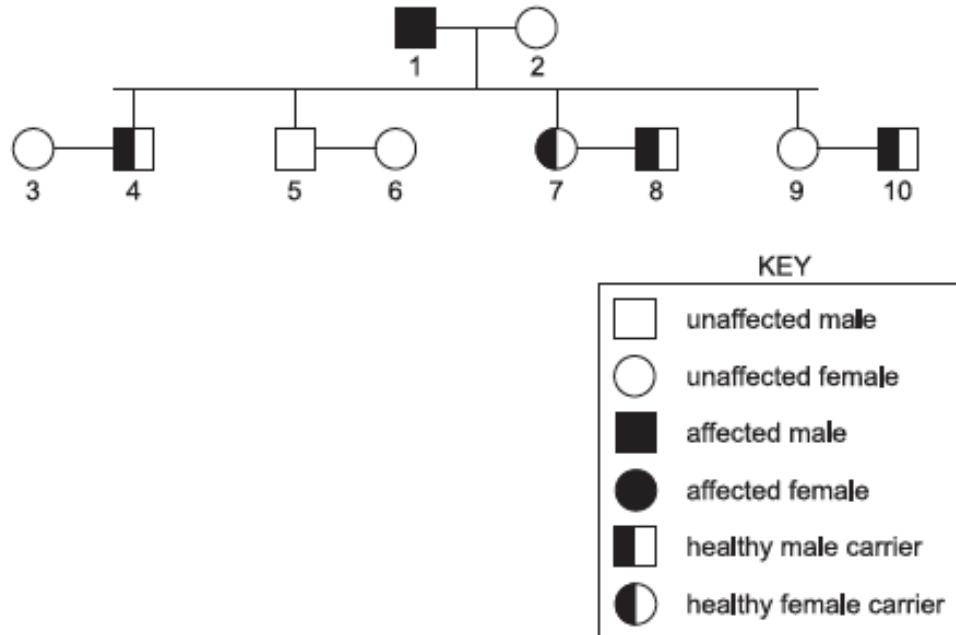 1 2
3 4 5 6 7 8 9 10
KEY
unaffected male
unaffected female
affected male
affected female
healthy male carrier
healthy female carrier